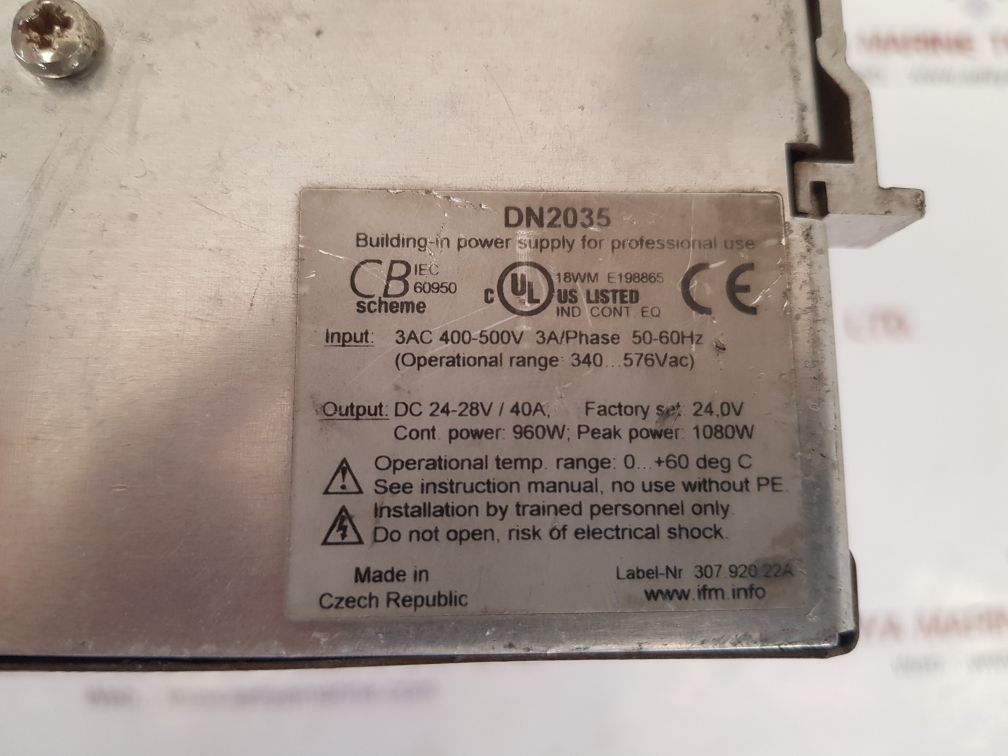 MARINE
DN2035
Building-in power supply for professional use
CB IEC 60950 scheme
C UL US LISTED 18WM E198865 IND CONT EQ
CE
Input: 3AC 400-500V 3A/Phase 50-60Hz
(Operational range: 340...576Vac)
LTD.
Output: DC 24-28V / 40A, Factory set: 24,0V
Cont. power: 960W; Peak power: 1080W
Operational temp. range: 0...+60 deg C
See instruction manual, no use without PE.
Installation by trained personnel only.
Do not open, risk of electrical shock.
Made in
Czech Republic
Label-Nr 307.920.22A
www.ifm.info
MARIN